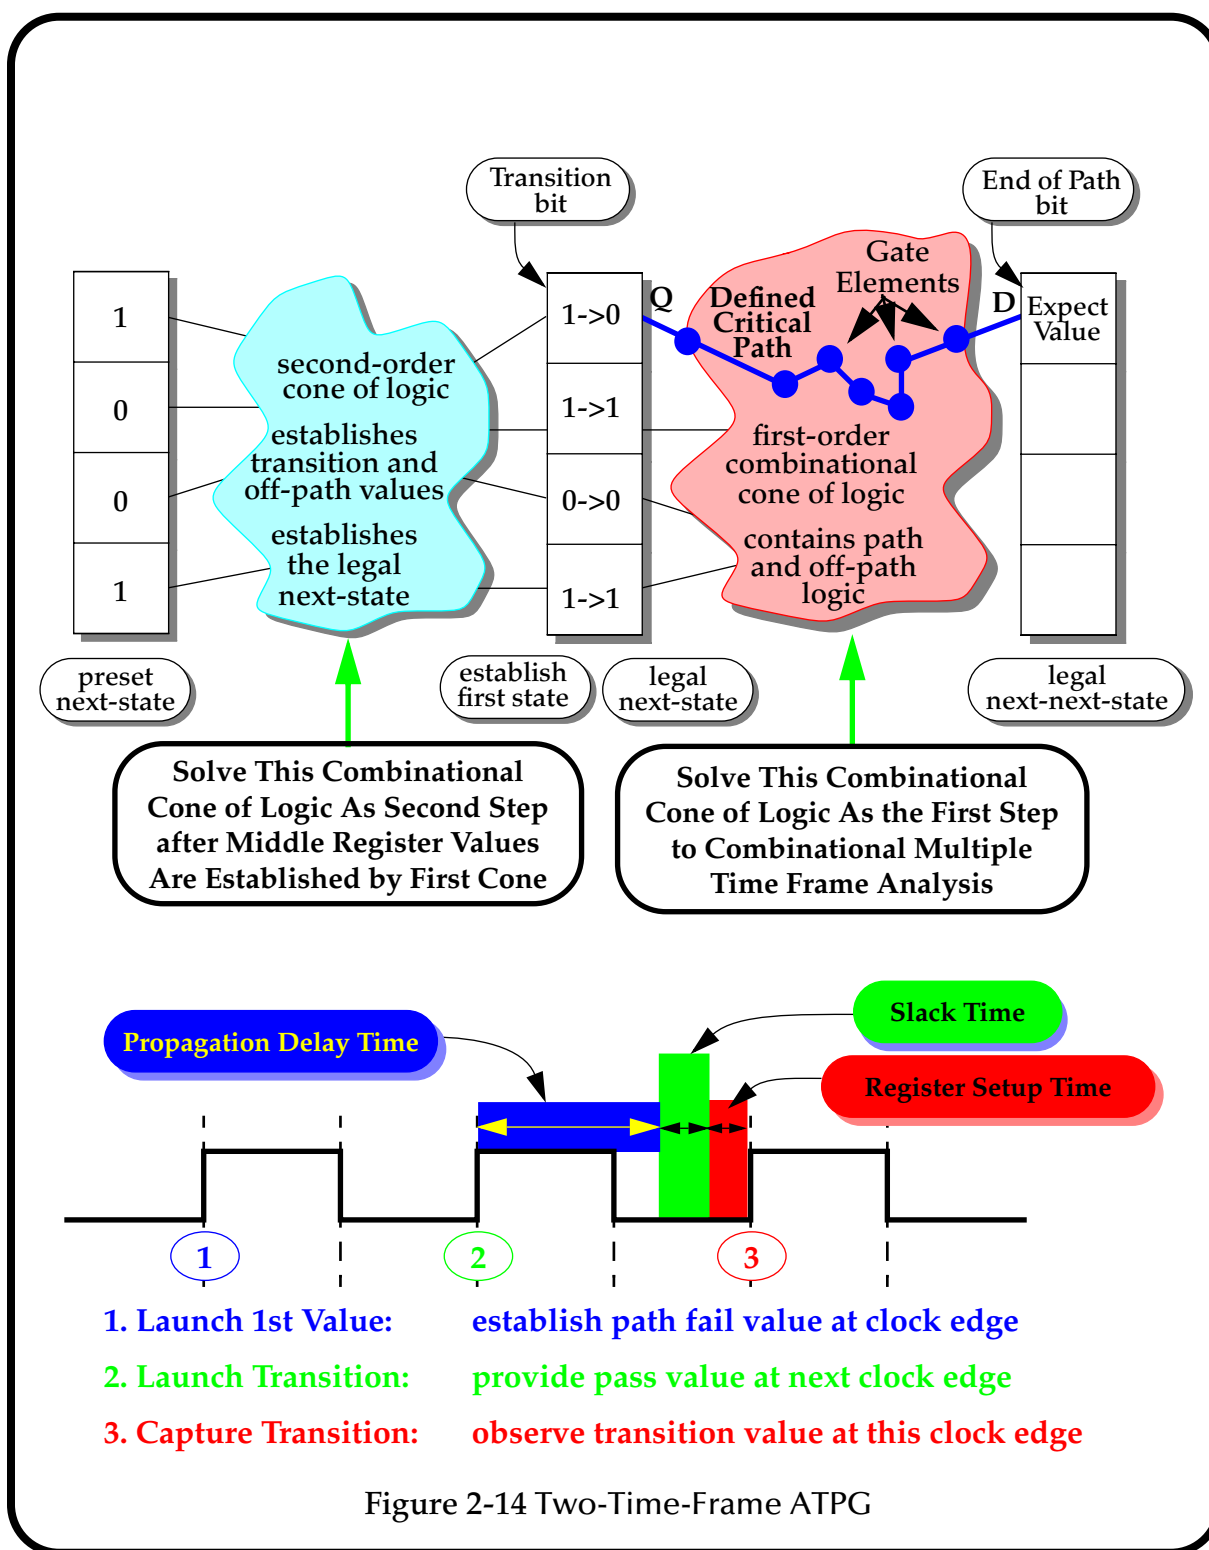 Transition
bit
End of Path
bit
1
0
0
1
second-order
cone of logic
establishes
transition and
off-path values
establishes
the legal
next-state
1->0
1->1
0->0
1->1
Q
Defined
Critical
Path
Gate
Elements
D
first-order
combinational
cone of logic
contains path
and off-path
logic
Expect
Value
preset
next-state
establish
first state
legal
next-state
legal
next-next-state
Solve This Combinational
Cone of Logic As Second Step
after Middle Register Values
Are Established by First Cone
Solve This Combinational
Cone of Logic As the First Step
to Combinational Multiple
Time Frame Analysis
Slack Time
Propagation Delay Time
Register Setup Time
1
2
3
1. Launch 1st Value: establish path fail value at clock edge
2. Launch Transition: provide pass value at next clock edge
3. Capture Transition: observe transition value at this clock edge
Figure 2-14 Two-Time-Frame ATPG